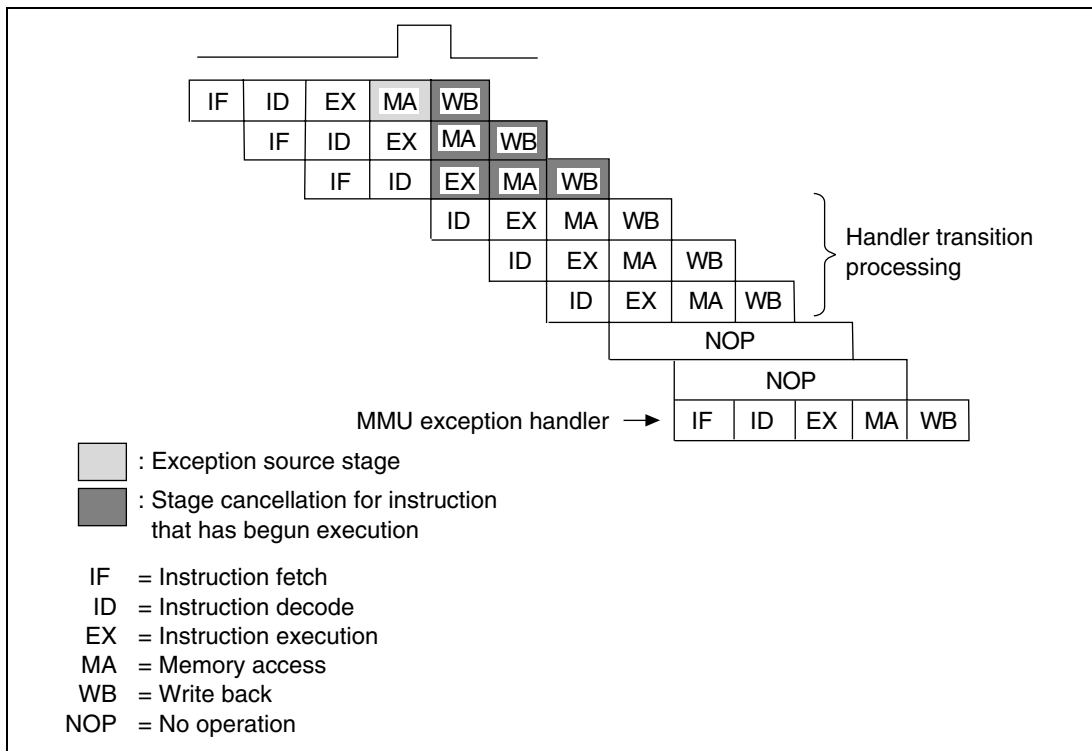 IF ID EX MA WB
IF ID EX MA WB
IF ID EX MA WB
ID EX MA WB
ID EX MA WB
ID EX MA WB
Handler transition
processing
NOP
NOP
MMU exception handler IF ID EX MA WB
: Exception source stage
: Stage cancellation for instruction
that has begun execution
IF = Instruction fetch
ID = Instruction decode
EX = Instruction execution
MA = Memory access
WB = Write back
NOP = No operation